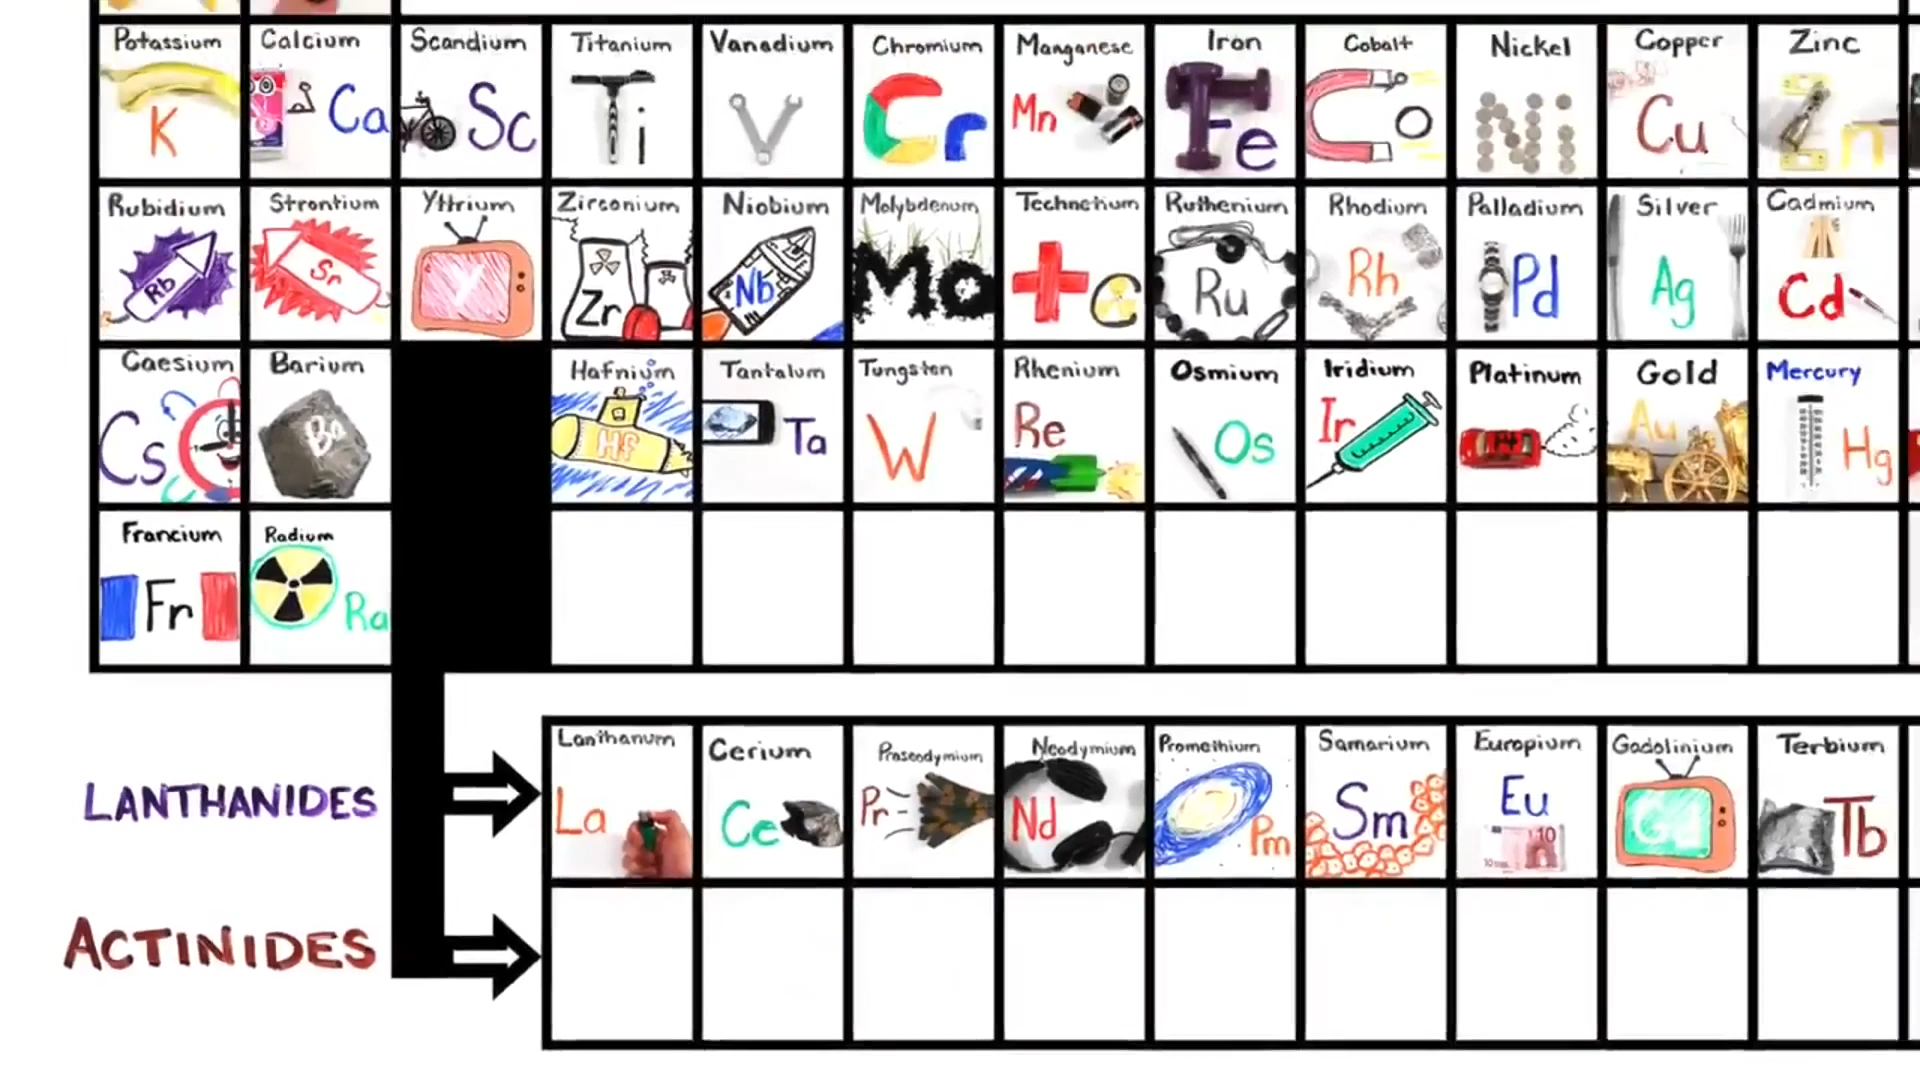 Potassium Calcium Scandium Titanium Vanadium Chromium Manganese Iron Cobalt Nickel Copper Zinc
K Ca Sc Ti V Cr Mn Fe Co Ni Cu Zn
Rubidium Strontium Yttrium Zirconium Niobium Molybdenum Technetium Ruthenium Rhodium Palladium Silver Cadmium
Rb Sr Y Zr Nb Mo Tc Ru Rh Pd Ag Cd
Caesium Barium Hafnium Tantalum Tungsten Rhenium Osmium Iridium Platinum Gold Mercury
Cs Ba Hf Ta W Re Os Ir Pt Au Hg
Francium Radium
Fr Ra
Lanthanum Cerium Praseodymium Neodymium Promethium Samarium Europium Gadolinium Terbium
LANTHANIDES La Ce Pr Nd Pm Sm Eu Gd Tb
10
ACTINIDES